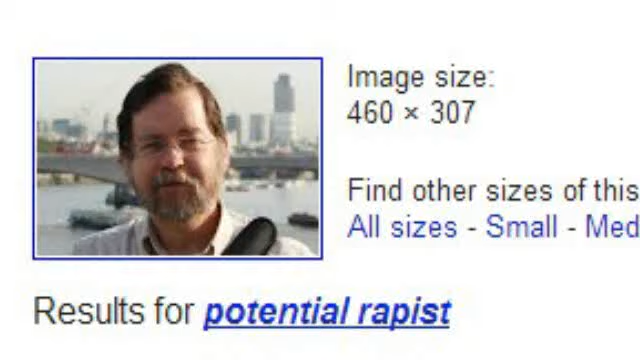 Image size:
460 × 307
Find other sizes of this
All sizes - Small - Med
Results for potential rapist